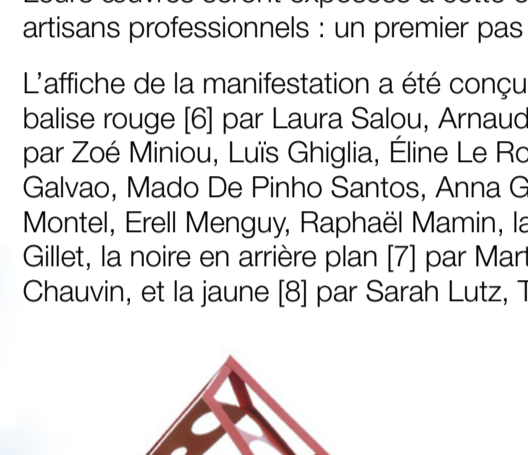 artisans professionnels : un premier pas
L'affiche de la manifestation a été conçu
balise rouge [6] par Laura Salou, Arnaud
par Zoé Miniou, Luïs Ghiglia, Éline Le Ro
Galvao, Mado De Pinho Santos, Anna G
Montel, Erell Menguy, Raphaël Mamin, la
Gillet, la noire en arrière plan [7] par Mart
Chauvin, et la jaune [8] par Sarah Lutz, T